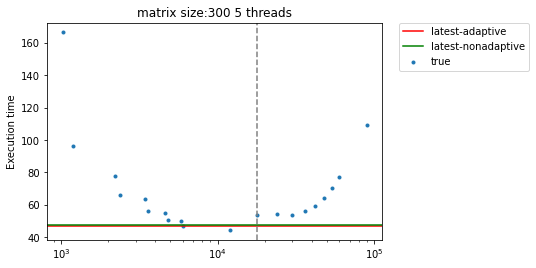 matrix size:300 5 threads
Execution time
160
140
120
100
80
60
40
10³
10⁴
10⁵
latest-adaptive
latest-nonadaptive
true